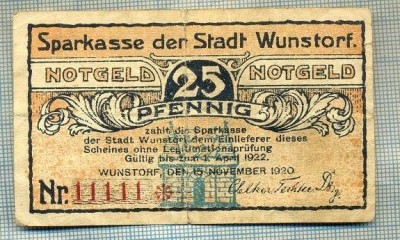 Sparkasse der Stadt Wunstorf.
NOTGELD 25 NOTGELD
PFENNIG
zahlt die Sparkasse
der Stadt Wunstorf dem Einlieferer dieses
Scheines ohne Legitimationsprüfung
Gültig bis zum 1. April 1922.
WUNSTORF, DEN 15 NOVEMBER 1920
Nr. 11111 *